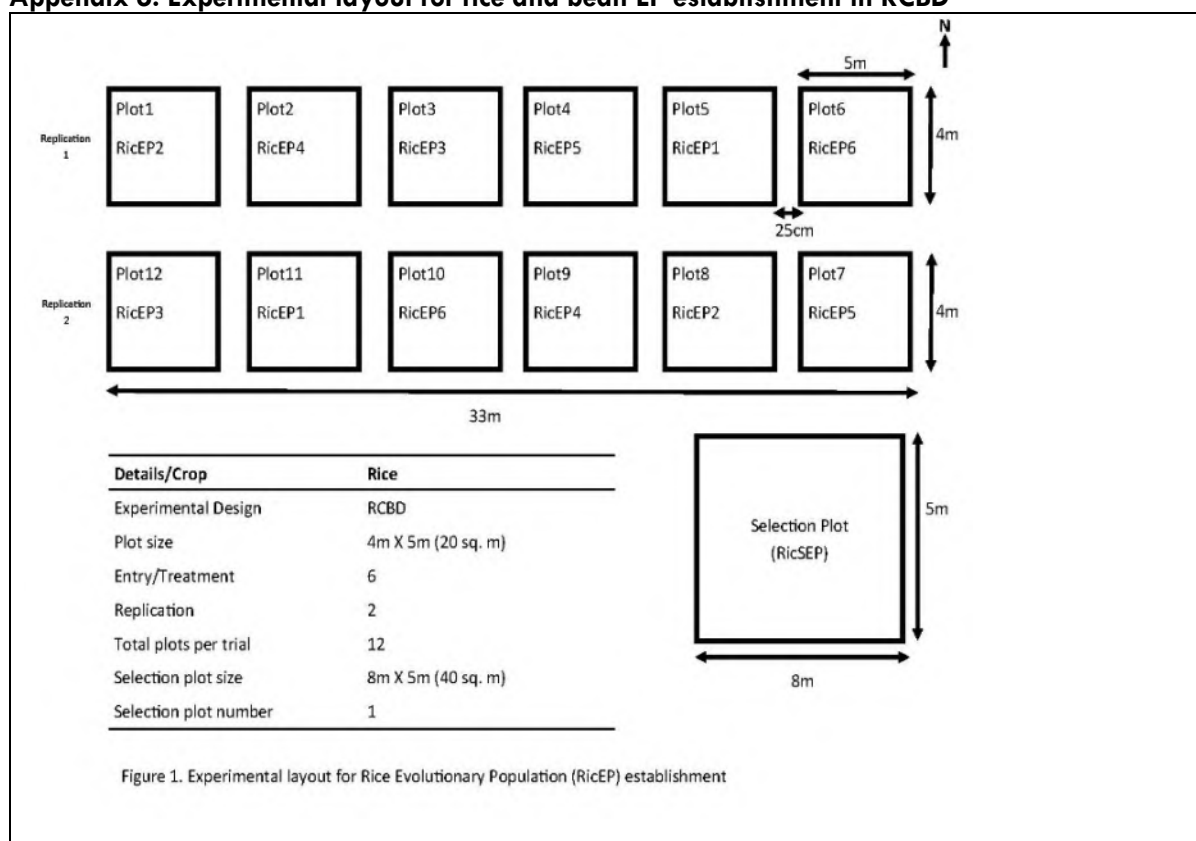 Appendix 6: Experimental layout for rice and bean EP establishment in RCBD
N
5m
Replication
1
Plot1
RicEP2
Plot2
RicEP4
Plot3
RicEP3
Plot4
RicEP5
Plot5
RicEP1
Plot6
RicEP6
4m
25cm
Replication
2
Plot12
RicEP3
Plot11
RicEP1
Plot10
RicEP6
Plot9
RicEP4
Plot8
RicEP2
Plot7
RicEP5
4m
33m
Details/Crop Rice
Experimental Design RCBD
Plot size 4m X 5m (20 sq. m)
Entry/Treatment 6
Replication 2
Total plots per trial 12
Selection plot size 8m X 5m (40 sq. m)
Selection plot number 1
Selection Plot
(RicSEP)
5m
8m
Figure 1. Experimental layout for Rice Evolutionary Population (RicEP) establishment